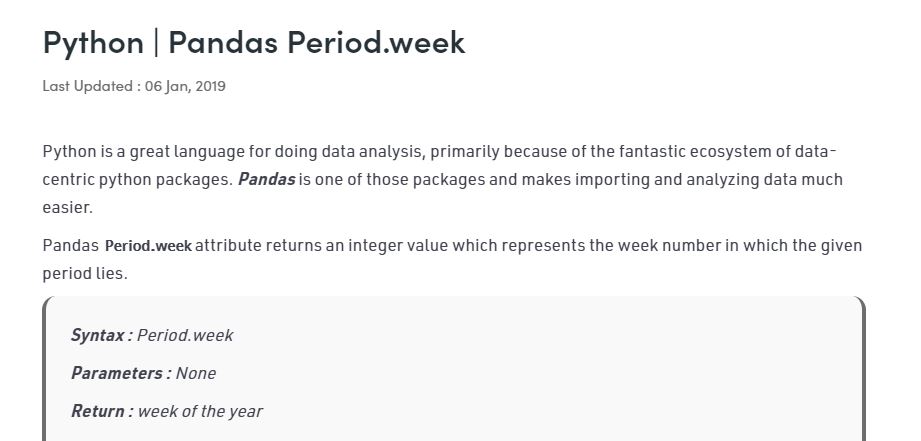 Python | Pandas Period.week
Last Updated : 06 Jan, 2019
Python is a great language for doing data analysis, primarily because of the fantastic ecosystem of data-
centric python packages. Pandas is one of those packages and makes importing and analyzing data much
easier.
Pandas Period.week attribute returns an integer value which represents the week number in which the given
period lies.
Syntax : Period.week
Parameters : None
Return : week of the year